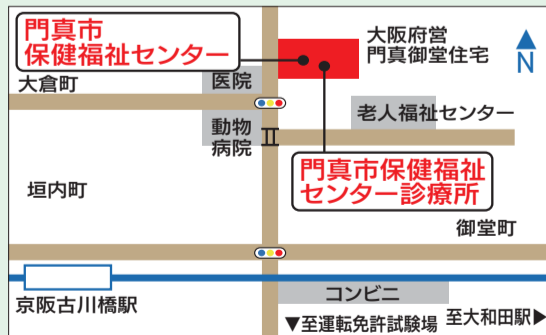 門真市
保健福祉センター
大阪府営
門真御堂住宅
N
大倉町
医院
老人福祉センター
動物
病院
門真市保健福祉
センター診療所
垣内町
御堂町
コンビニ
京阪古川橋駅
▼至運転免許試験場
至大和田駅▶